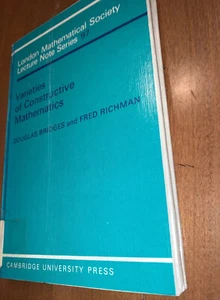 London Mathematical Society
Lecture Note Series
Varieties
of Constructive
Mathematics
DOUGLAS BRIDGES and FRED RICHMAN
CAMBRIDGE UNIVERSITY PRESS